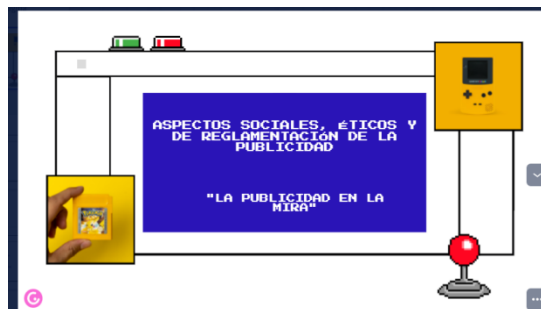 ASPECTOS SOCIALES, éTICOS Y
DE REGLAMENTACIóN DE LA
PUBLICIDAD
"LA PUBLICIDAD EN LA
MIRA"